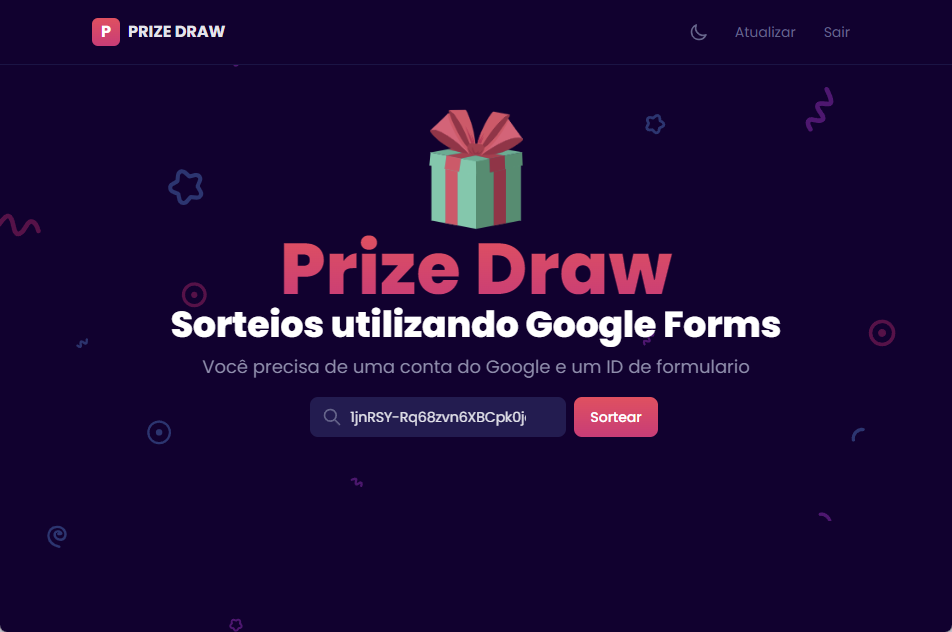 P PRIZE DRAW Atualizar Sair
Prize Draw
Sorteios utilizando Google Forms
Você precisa de uma conta do Google e um ID de formulario
1jnRSY-Rq68zvn6XBCpk0j Sortear